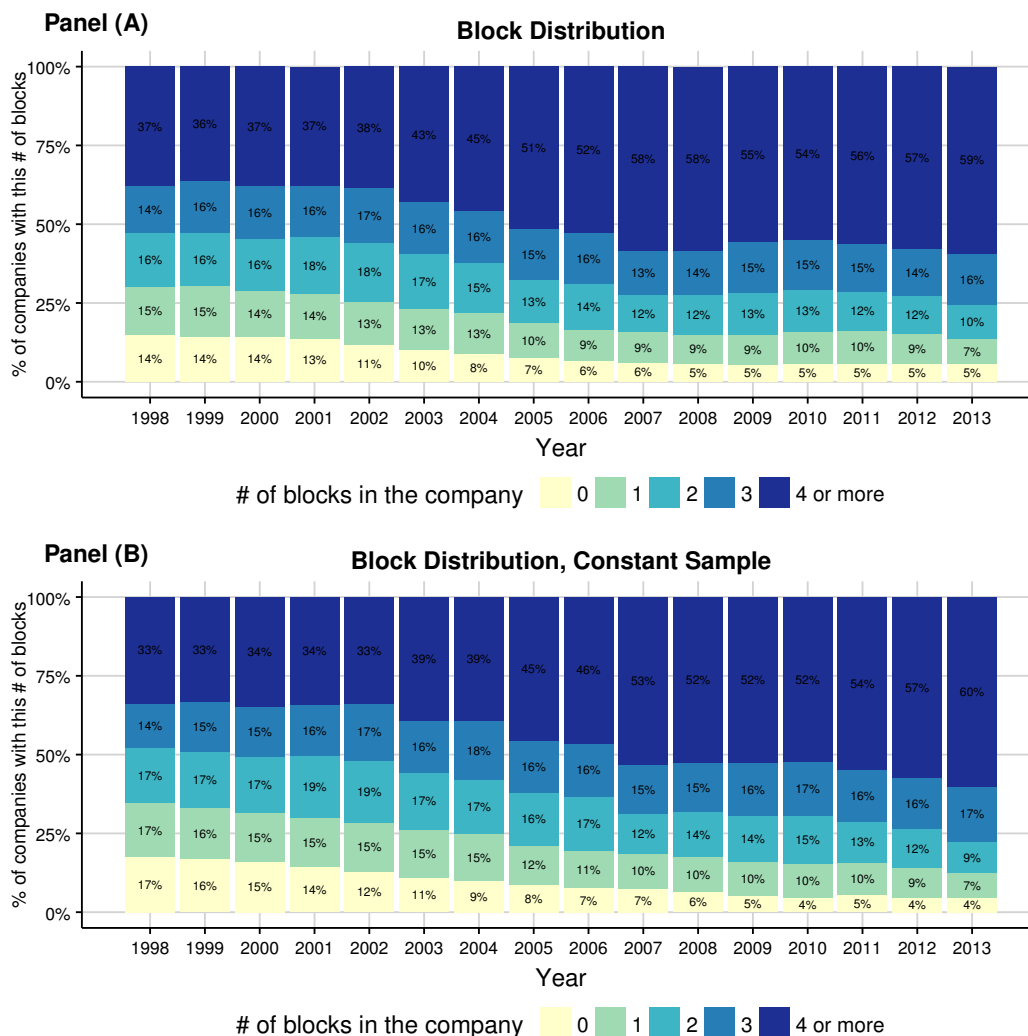 Panel (A)
Block Distribution
% of companies with this # of blocks
100%
75%
50%
25%
0%
37% 36% 37% 37% 38% 43% 45% 51% 52% 58% 58% 55% 54% 56% 57% 59%
14% 16% 16% 16% 17% 16% 16% 15% 16% 13% 14% 15% 15% 15% 14% 16%
16% 16% 16% 18% 18% 17% 15% 13% 14% 12% 12% 13% 13% 12% 12% 10%
15% 15% 14% 14% 13% 13% 13% 10% 9% 9% 9% 9% 10% 10% 9% 7%
14% 14% 14% 13% 11% 10% 8% 7% 6% 6% 5% 5% 5% 5% 5% 5%
1998 1999 2000 2001 2002 2003 2004 2005 2006 2007 2008 2009 2010 2011 2012 2013
Year
# of blocks in the company 0 1 2 3 4 or more
Panel (B)
Block Distribution, Constant Sample
% of companies with this # of blocks
100%
75%
50%
25%
0%
33% 33% 34% 34% 33% 39% 39% 45% 46% 53% 52% 52% 52% 54% 57% 60%
14% 15% 15% 16% 17% 16% 18% 16% 16% 15% 15% 16% 17% 16% 16% 17%
17% 17% 17% 19% 19% 17% 17% 16% 17% 12% 14% 14% 15% 13% 12% 9%
17% 16% 15% 15% 15% 15% 15% 12% 11% 10% 10% 10% 10% 10% 9% 7%
17% 16% 15% 14% 12% 11% 9% 8% 7% 7% 6% 5% 4% 5% 4% 4%
1998 1999 2000 2001 2002 2003 2004 2005 2006 2007 2008 2009 2010 2011 2012 2013
Year
# of blocks in the company 0 1 2 3 4 or more